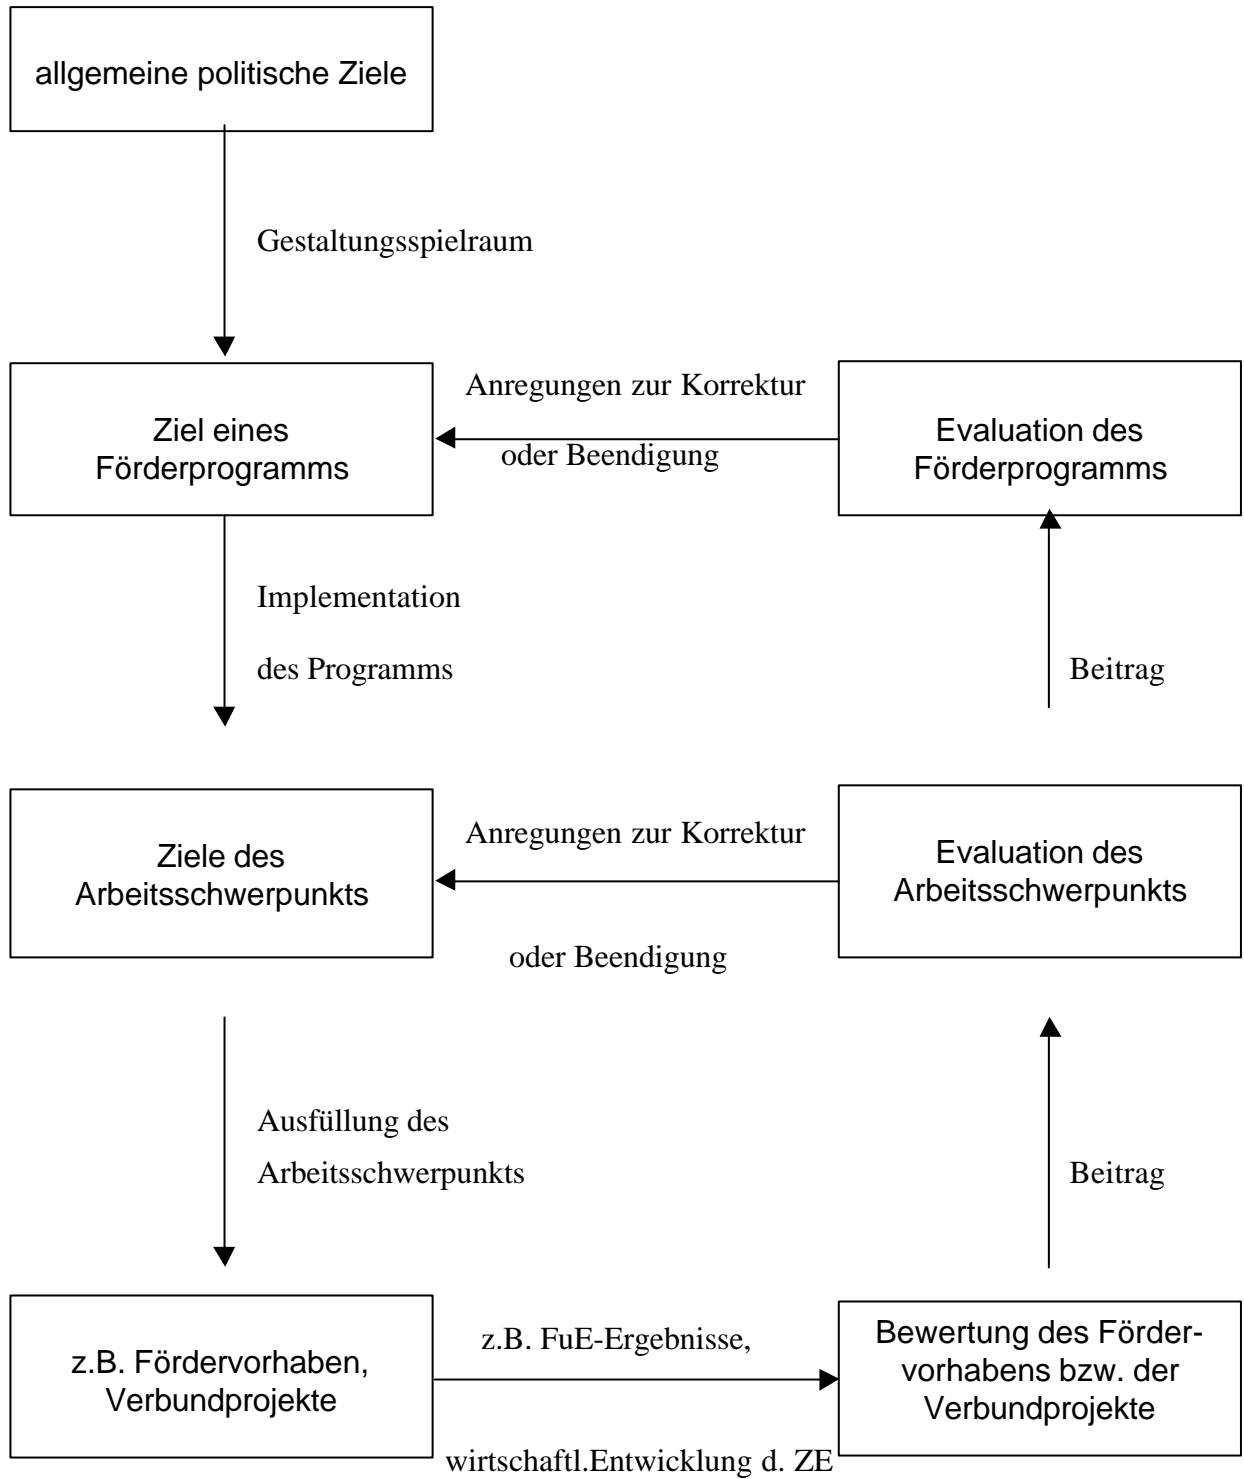 allgemeine politische Ziele
Gestaltungsspielraum
Ziel eines
Förderprogramms
Anregungen zur Korrektur
oder Beendigung
Evaluation des
Förderprogramms
Implementation
des Programms
Beitrag
Ziele des
Arbeitsschwerpunkts
Anregungen zur Korrektur
oder Beendigung
Evaluation des
Arbeitsschwerpunkts
Ausfüllung des
Arbeitsschwerpunkts
Beitrag
z.B. Fördervorhaben,
Verbundprojekte
z.B. FuE-Ergebnisse,
wirtschaftl.Entwicklung d. ZE
Bewertung des Förder-
vorhabens bzw. der
Verbundprojekte